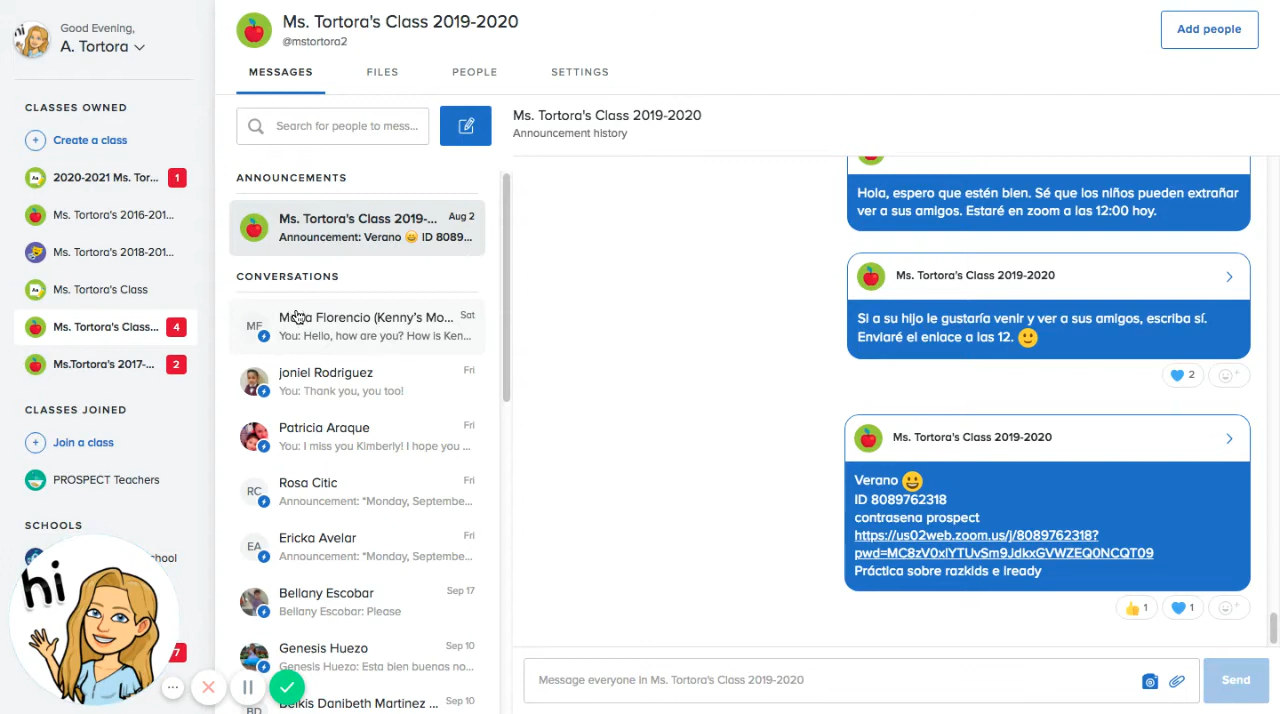 Good Evening,
A. Tortora
CLASSES OWNED
Create a class
2020-2021 Ms. Tor... 1
Ms. Tortora's 2016-201...
Ms. Tortora's 2018-201...
Ms. Tortora's Class
Ms. Tortora's Class... 4
Ms.Tortora's 2017-... 2
CLASSES JOINED
Join a class
PROSPECT Teachers
SCHOOLS
hi
7
Ms. Tortora's Class 2019-2020
@mstortora2
Add people
MESSAGES FILES PEOPLE SETTINGS
Search for people to mess...
ANNOUNCEMENTS
Ms. Tortora's Class 2019-... Aug 2
Announcement: Verano 😀 ID 8089...
CONVERSATIONS
MF
Florencio (Kenny's Mo... Sat
You: Hello, how are you? How is Ken...
joniel Rodriguez Fri
You: Thank you, you too!
Patricia Araque Fri
You: I miss you Kimberly! I hope you ...
RC
Rosa Citic Fri
Announcement: "Monday, Septembe...
EA
Ericka Avelar Fri
Announcement: "Monday, Septembe...
Bellany Escobar Sep 17
Bellany Escobar: Please
Genesis Huezo Sep 10
Genesis Huezo: Esta bien buenos no...
BD
Belkis Danibeth Martinez ... Sep 10
Ms. Tortora's Class 2019-2020
Announcement history
Hola, espero que estén bien. Sé que los niños pueden extrañar
ver a sus amigos. Estaré en zoom a las 12:00 hoy.
Ms. Tortora's Class 2019-2020
Si a su hijo le gustaría venir y ver a sus amigos, escriba sí.
Enviaré el enlace a las 12. 🙂
2
Ms. Tortora's Class 2019-2020
Verano 😀
ID 8089762318
contrasena prospect
https://us02web.zoom.us/j/8089762318?
pwd=MC8zV0xlYTUvSm9JdkxGVWZEQ0NCQT09
Práctica sobre razkids e iready
1 1
Message everyone in Ms. Tortora's Class 2019-2020
Send